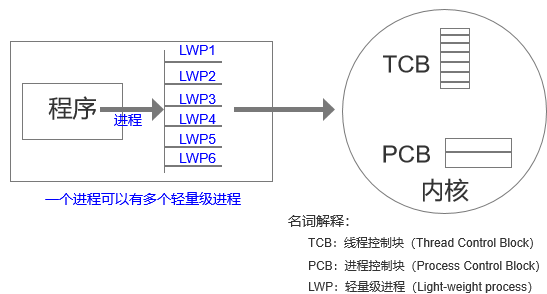 LWP1
LWP2
LWP3
LWP4
LWP5
LWP6
程序
进程
一个进程可以有多个轻量级进程
TCB
PCB
内核
名词解释：
TCB：线程控制块（Thread Control Block）
PCB：进程控制块（Process Control Block）
LWP：轻量级进程（Light-weight process）